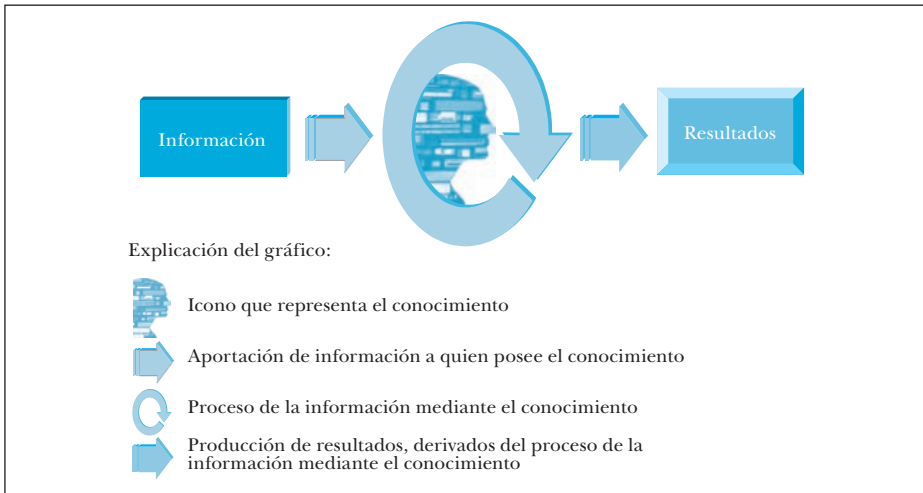 Información
Resultados
Explicación del gráfico:
Icono que representa el conocimiento
Aportación de información a quien posee el conocimiento
Proceso de la información mediante el conocimiento
Producción de resultados, derivados del proceso de la
información mediante el conocimiento